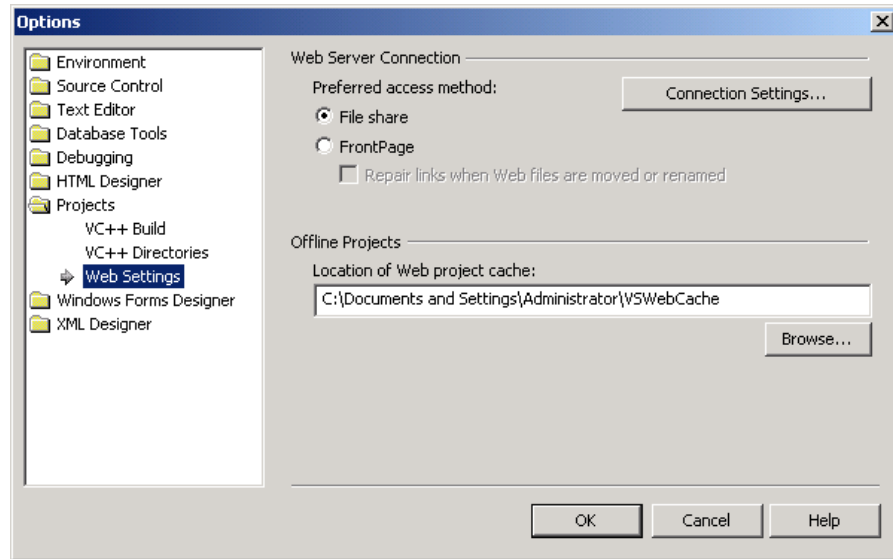 Options
Environment
Source Control
Text Editor
Database Tools
Debugging
HTML Designer
Projects
VC++ Build
VC++ Directories
Web Settings
Windows Forms Designer
XML Designer
Web Server Connection
Preferred access method:
Connection Settings...
File share
FrontPage
Repair links when Web files are moved or renamed
Offline Projects
Location of Web project cache:
C:\Documents and Settings\Administrator\VSWebCache
Browse...
OK
Cancel
Help